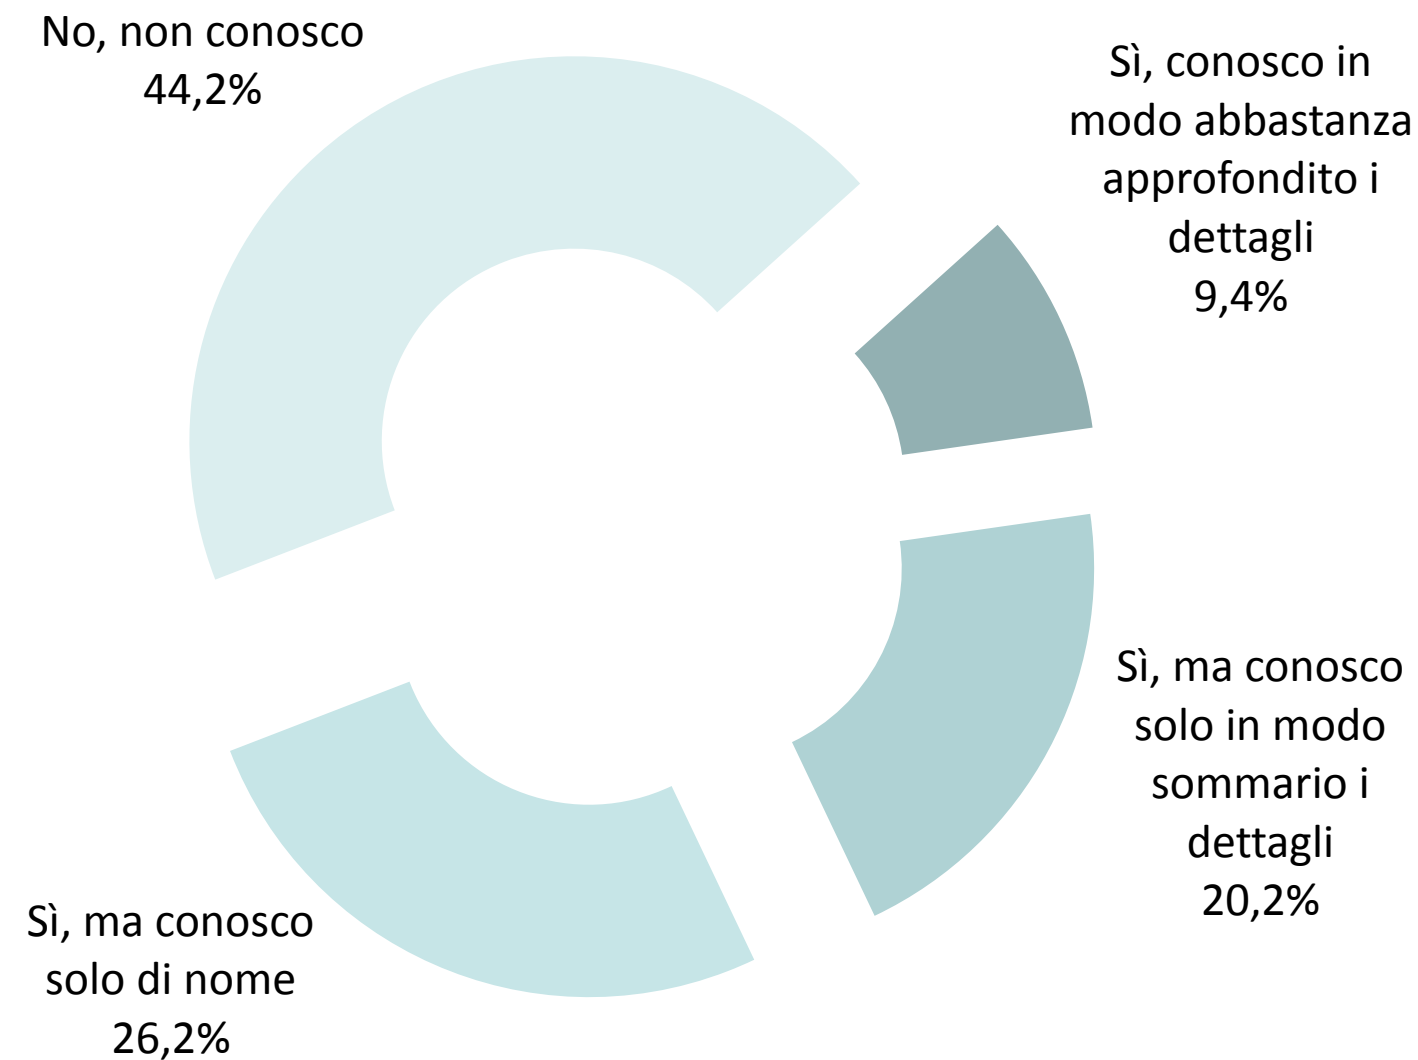 No, non conosco
44,2%
Sì, conosco in
modo abbastanza
approfondito i
dettagli
9,4%
Sì, ma conosco
solo in modo
sommario i
dettagli
20,2%
Sì, ma conosco
solo di nome
26,2%